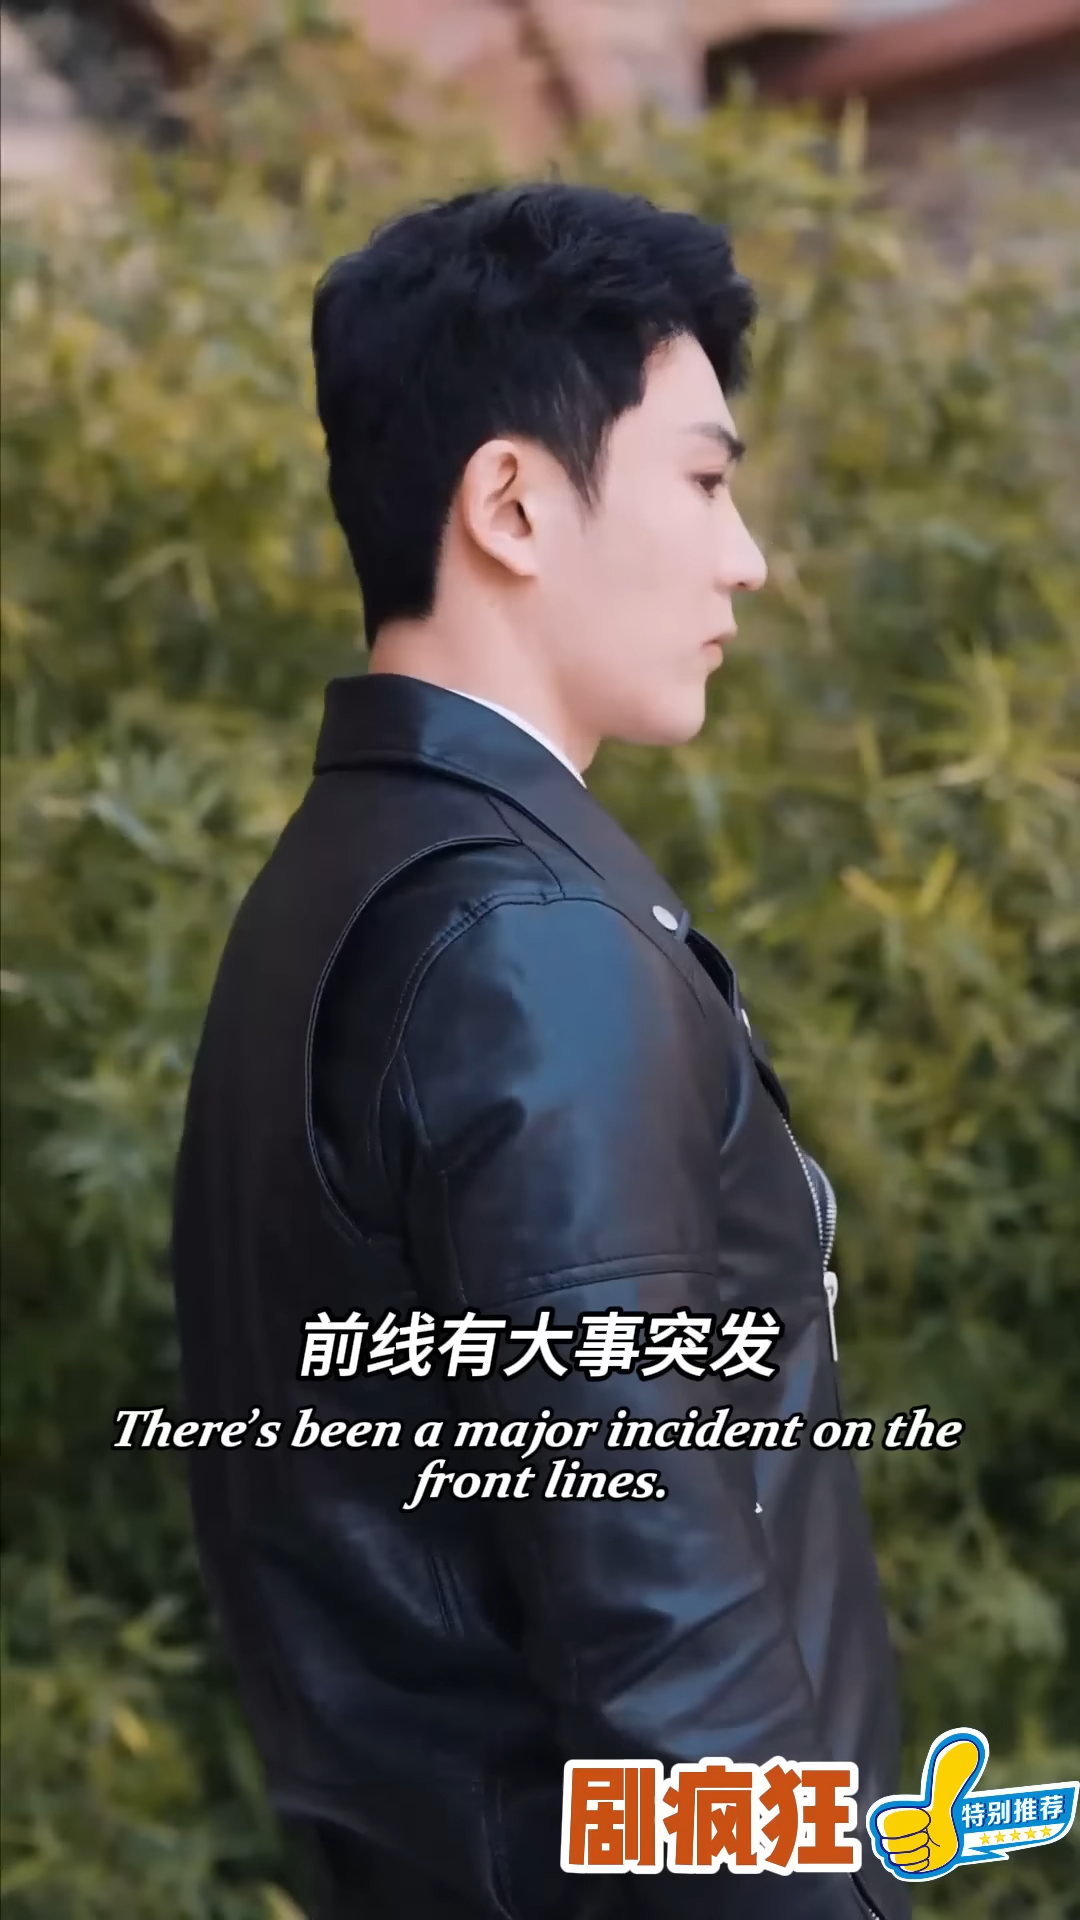 前线有大事突发
There's been a major incident on the
front lines.
剧疯狂
特别推荐